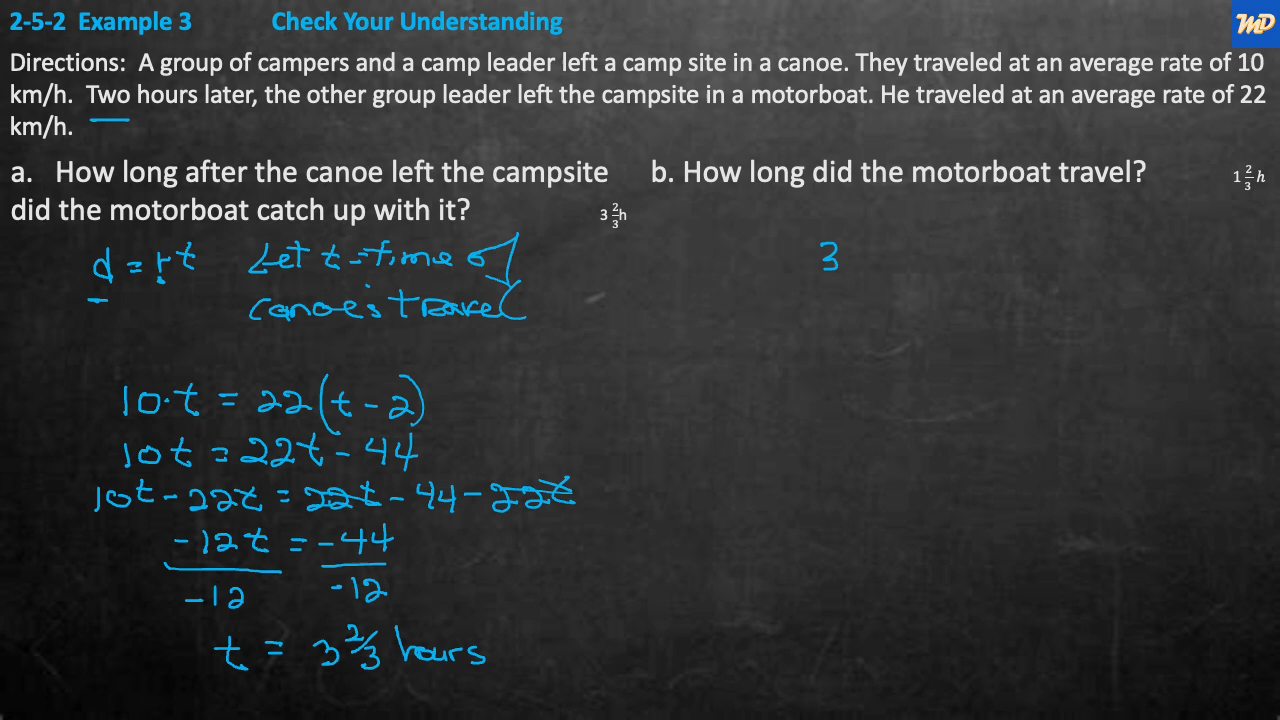 2-5-2 Example 3 Check Your Understanding
MD
Directions: A group of campers and a camp leader left a camp site in a canoe. They traveled at an average rate of 10
km/h. Two hours later, the other group leader left the campsite in a motorboat. He traveled at an average rate of 22
km/h.
a. How long after the canoe left the campsite
did the motorboat catch up with it? 3 2/3 h
d = rt Let t = time of
canoe's travel
10·t = 22(t - 2)
10t = 22t - 44
10t - 22t = 22t - 44 - 22t
-12t = -44
-12 -12
t = 3 2/3 hours
b. How long did the motorboat travel? 1 2/3 h
3